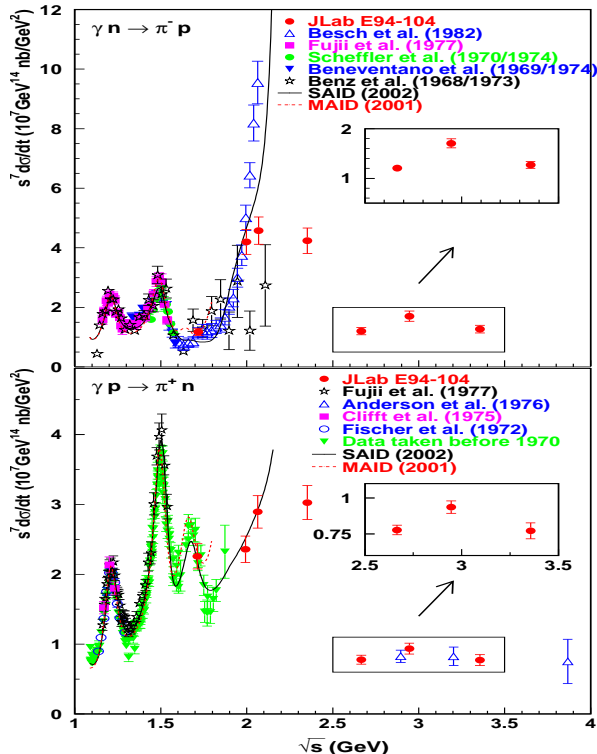 γ n → π⁻ p
JLab E94-104
Besch et al. (1982)
Fujii et al. (1977)
Scheffler et al. (1970/1974)
Beneventano et al. (1969/1974)
Benz et al. (1968/1973)
SAID (2002)
MAID (2001)
s⁷ dσ/dt (10⁷GeV¹⁴ nb/GeV²)
12
10
8
6
4
2
0
2
1
γ p → π⁺ n
JLab E94-104
Fujii et al. (1977)
Anderson et al. (1976)
Clifft et al. (1975)
Fischer et al. (1972)
Data taken before 1970
SAID (2002)
MAID (2001)
s⁷dσ/dt (10⁷GeV¹⁴ nb/GeV²)
5
4
3
2
1
0
1
0.75
2.5 3 3.5
1 1.5 2 2.5 3 3.5 4
√s (GeV)